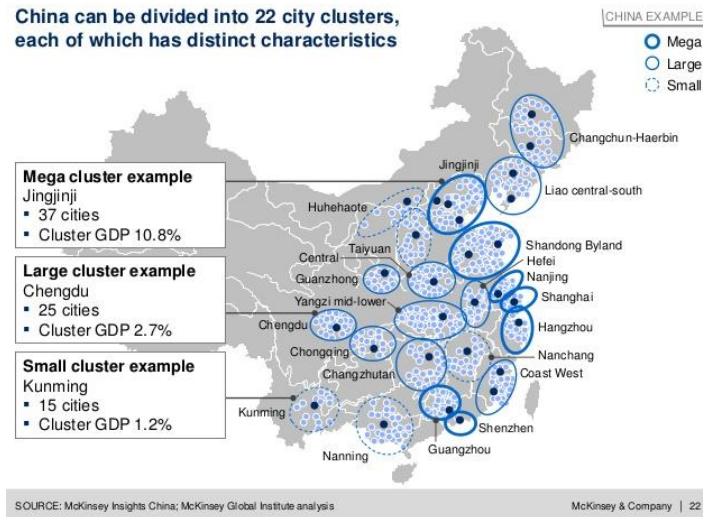 China can be divided into 22 city clusters,
each of which has distinct characteristics
CHINA EXAMPLE
Mega
Large
Small
Changchun-Haerbin
Jingjinji
Mega cluster example
Jingjinji
▪ 37 cities
▪ Cluster GDP 10.8%
Liao central-south
Huhehaote
Taiyuan
Shandong Byland
Central
Hefei
Guanzhong
Nanjing
Large cluster example
Chengdu
▪ 25 cities
▪ Cluster GDP 2.7%
Yangzi mid-lower
Shanghai
Chengdu
Hangzhou
Chongqing
Nanchang
Small cluster example
Kunming
▪ 15 cities
▪ Cluster GDP 1.2%
Changzhutan
Coast West
Kunming
Shenzhen
Guangzhou
Nanning
SOURCE: McKinsey Insights China; McKinsey Global Institute analysis
McKinsey & Company | 22